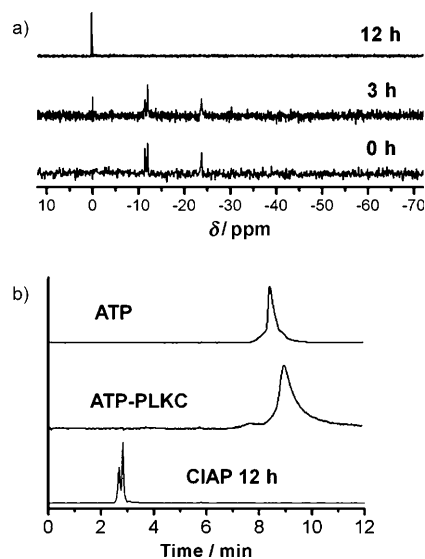 a)
12 h
3 h
0 h
10 0 -10 -20 -30 -40 -50 -60 -70
δ/ ppm
b)
ATP
ATP-PLKC
CIAP 12 h
0 2 4 6 8 10 12
Time / min